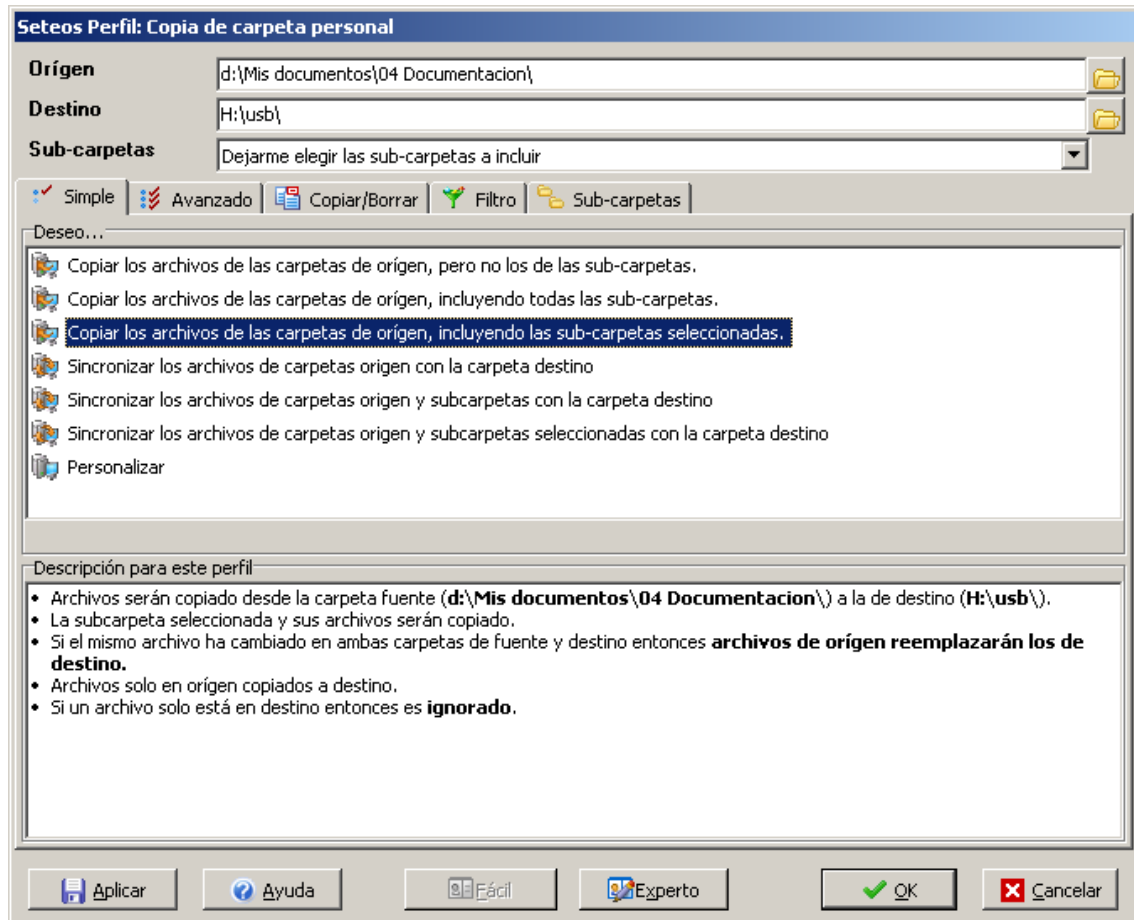 Seteos Perfil: Copia de carpeta personal
Orígen
d:\Mis documentos\04 Documentacion\
Destino
H:\usb\
Sub-carpetas
Dejarme elegir las sub-carpetas a incluir
Simple Avanzado Copiar/Borrar Filtro Sub-carpetas
Deseo...
Copiar los archivos de las carpetas de orígen, pero no los de las sub-carpetas.
Copiar los archivos de las carpetas de orígen, incluyendo todas las sub-carpetas.
Copiar los archivos de las carpetas de orígen, incluyendo las sub-carpetas seleccionadas.
Sincronizar los archivos de carpetas origen con la carpeta destino
Sincronizar los archivos de carpetas origen y subcarpetas con la carpeta destino
Sincronizar los archivos de carpetas origen y subcarpetas seleccionadas con la carpeta destino
Personalizar
Descripción para este perfil
• Archivos serán copiado desde la carpeta fuente (d:\Mis documentos\04 Documentacion\) a la de destino (H:\usb\).
• La subcarpeta seleccionada y sus archivos serán copiado.
• Si el mismo archivo ha cambiado en ambas carpetas de fuente y destino entonces archivos de orígen reemplazarán los de
destino.
• Archivos solo en orígen copiados a destino.
• Si un archivo solo está en destino entonces es ignorado.
Aplicar Ayuda Fácil Experto OK Cancelar